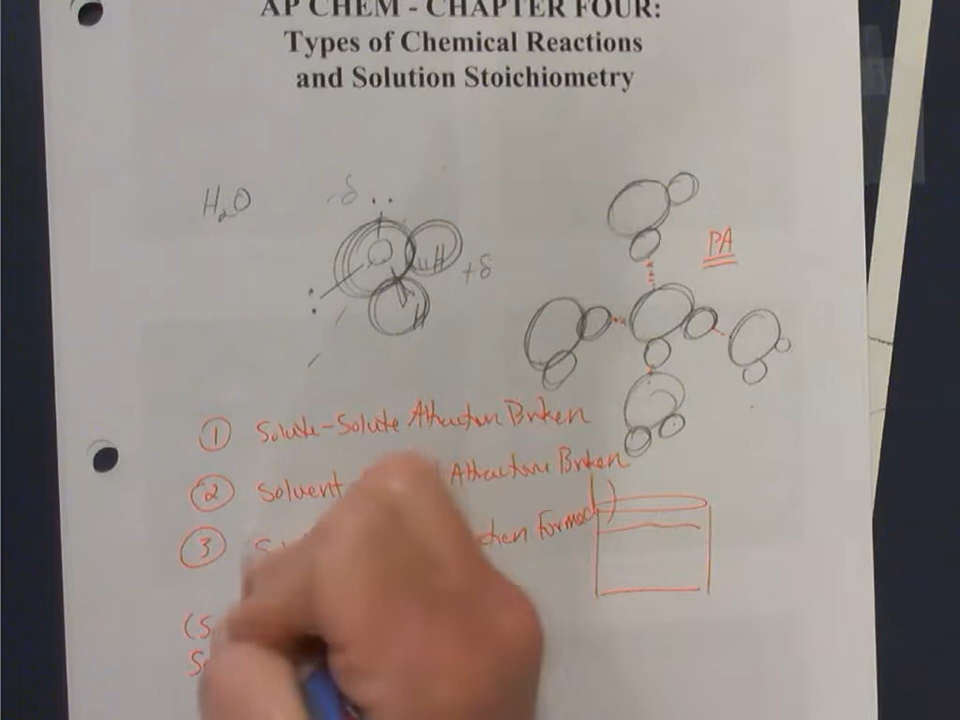 AP CHEM - CHAPTER FOUR:
Types of Chemical Reactions
and Solution Stoichiometry
H₂O
-δ
H
+δ
H
PA
① Solute-Solute Attraction Broken
② Solvent Attraction Broken
③ Formed)